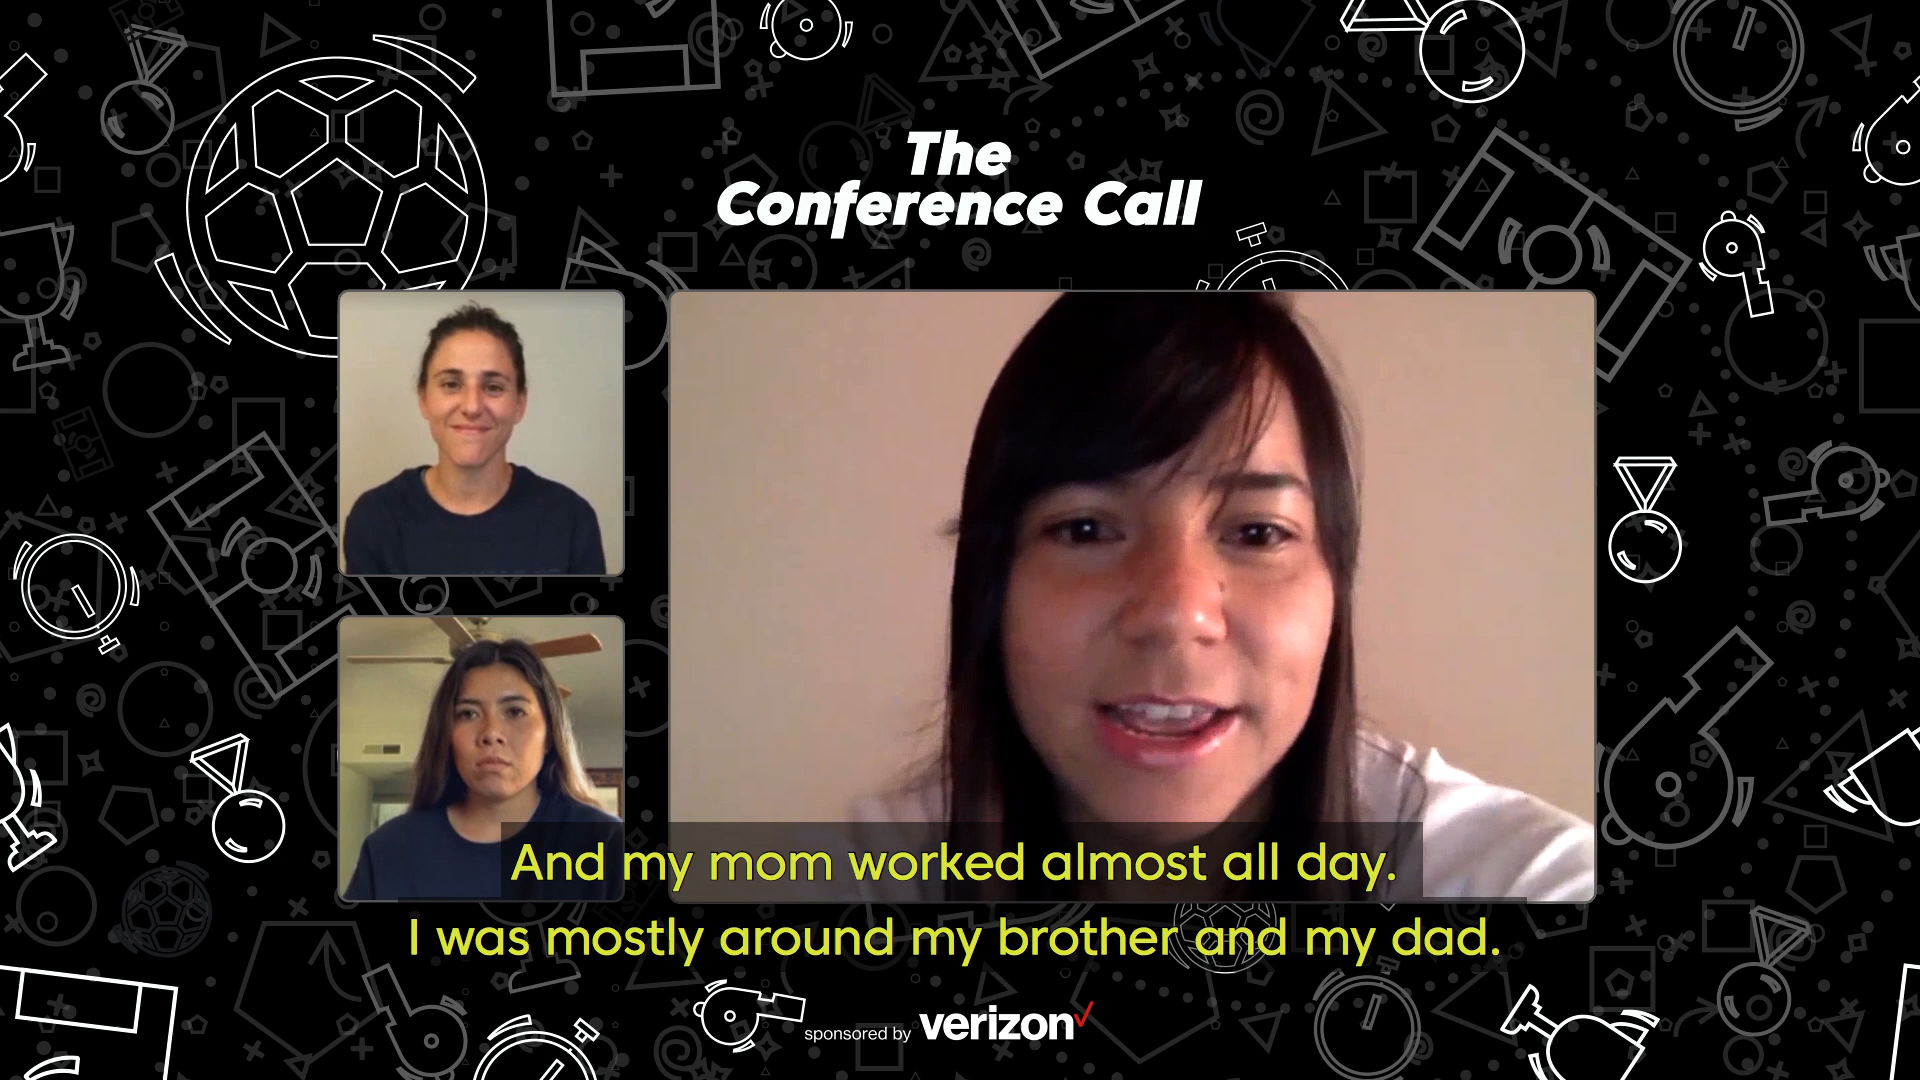 The
Conference Call
And my mom worked almost all day.
I was mostly around my brother and my dad.
sponsored by verizon